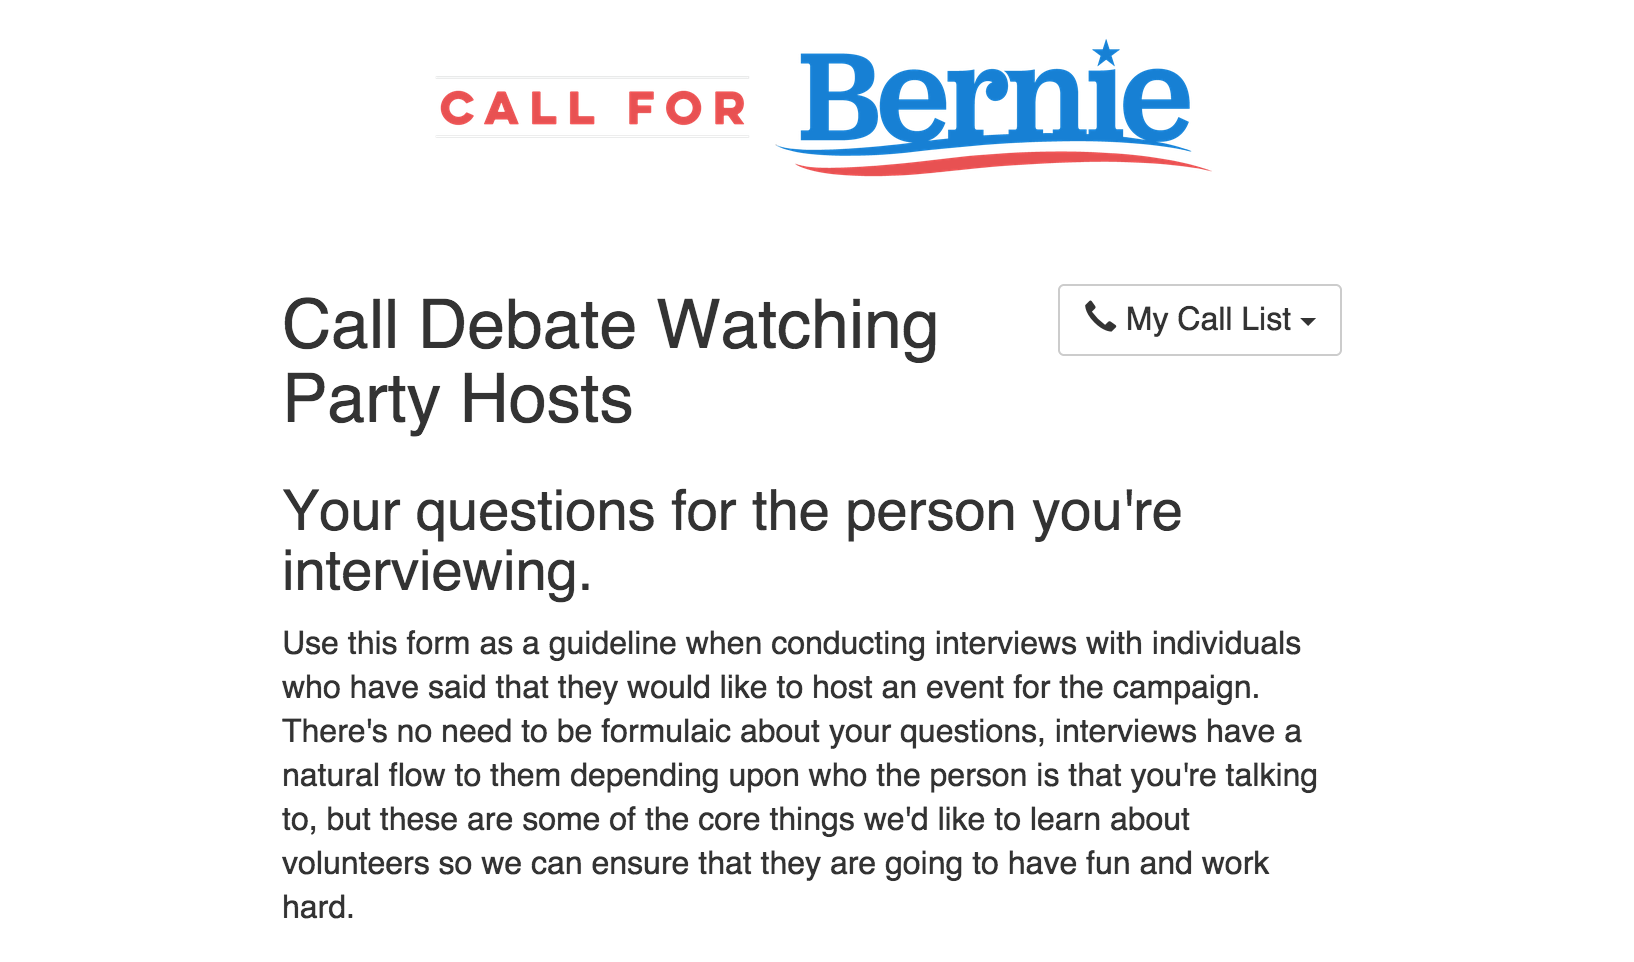 CALL FOR Bernie
Call Debate Watching
Party Hosts
My Call List
Your questions for the person you're
interviewing.
Use this form as a guideline when conducting interviews with individuals
who have said that they would like to host an event for the campaign.
There's no need to be formulaic about your questions, interviews have a
natural flow to them depending upon who the person is that you're talking
to, but these are some of the core things we'd like to learn about
volunteers so we can ensure that they are going to have fun and work
hard.